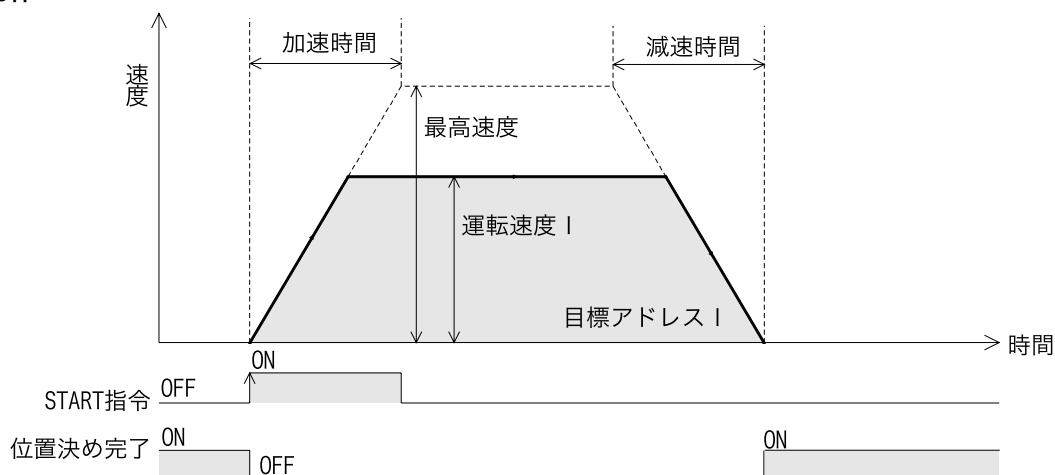 加速時間
減速時間
速度
最高速度
運転速度Ⅰ
目標アドレスⅠ
時間
ON
START指令
OFF
位置決め完了
ON
OFF
ON